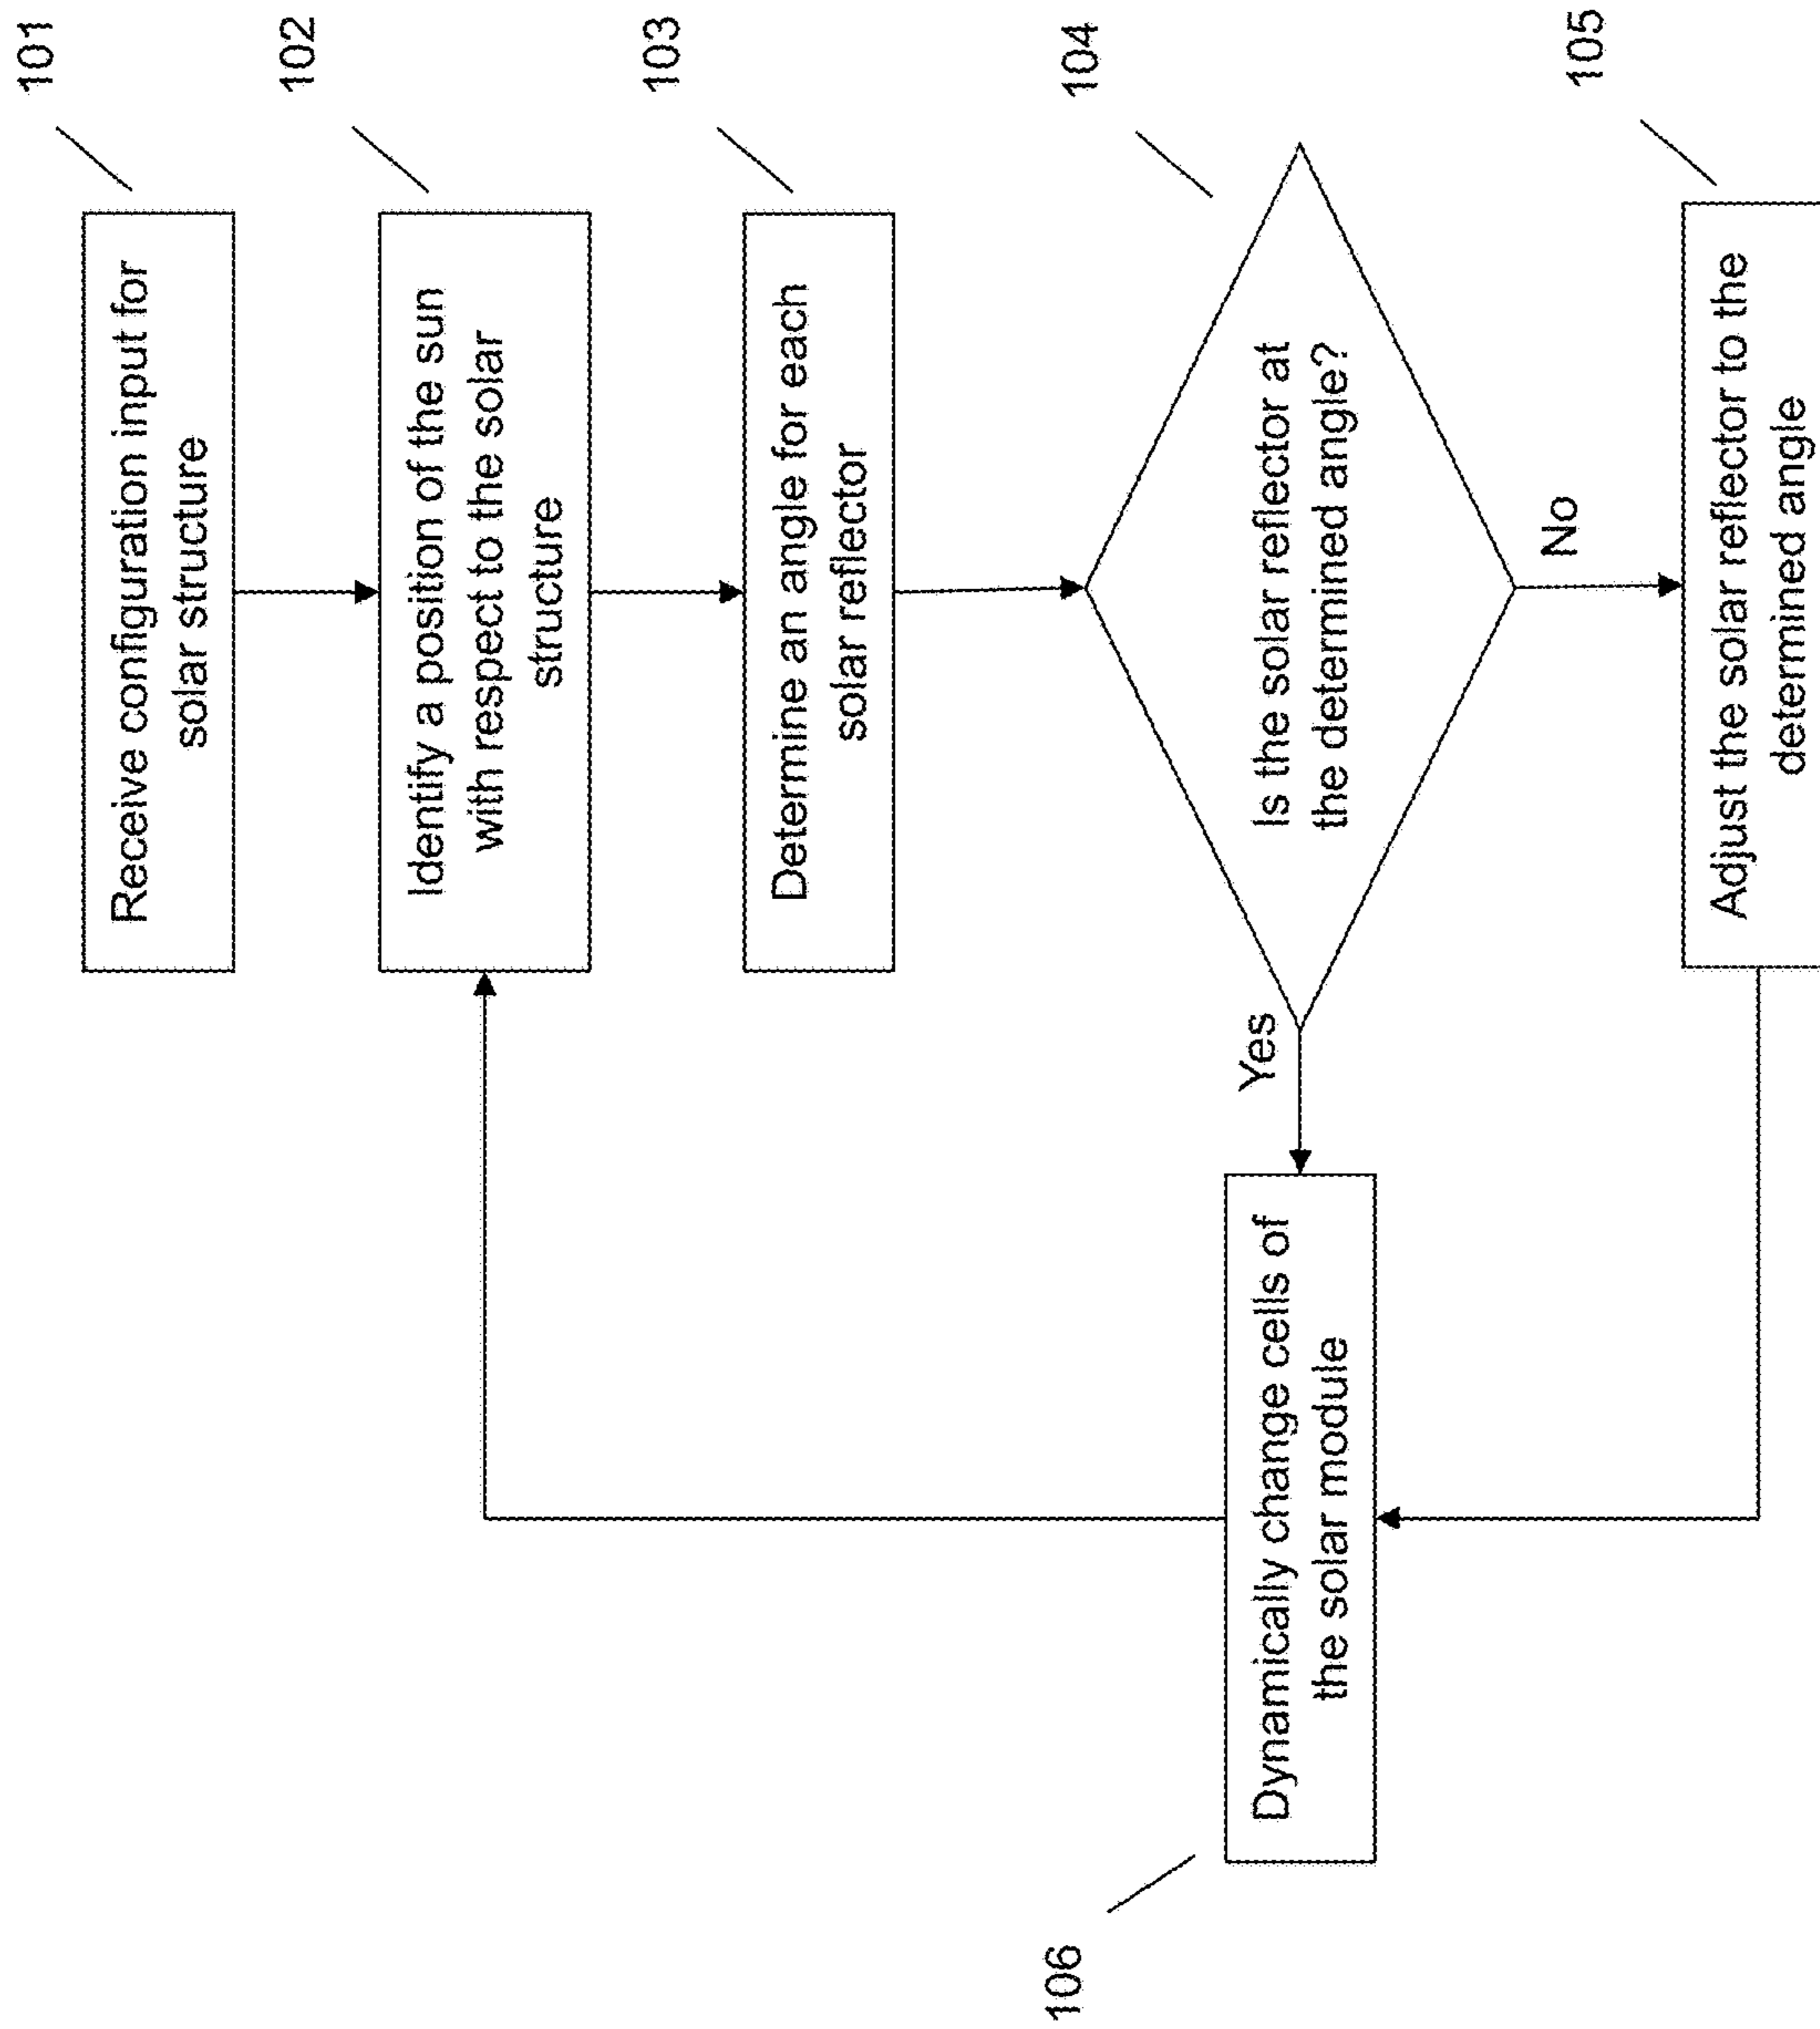 101
Receive configuration input for
solar structure
102
Identify a position of the sun
with respect to the solar
structure
103
Determine an angle for each
solar reflector
104
Is the solar reflector at
the determined angle?
Yes
No
106
Dynamically change cells of
the solar module
105
Adjust the solar reflector to the
determined angle